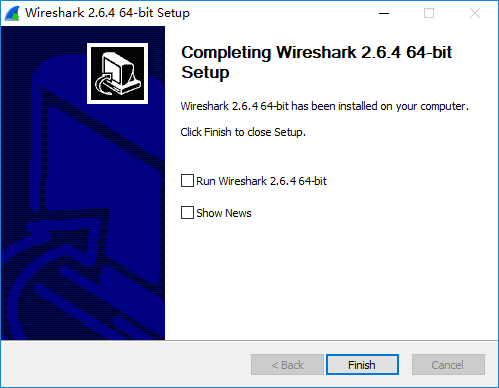 Wireshark 2.6.4 64-bit Setup
Completing Wireshark 2.6.4 64-bit
Setup
Wireshark 2.6.4 64-bit has been installed on your computer.
Click Finish to close Setup.
Run Wireshark 2.6.4 64-bit
Show News
< Back
Finish
Cancel